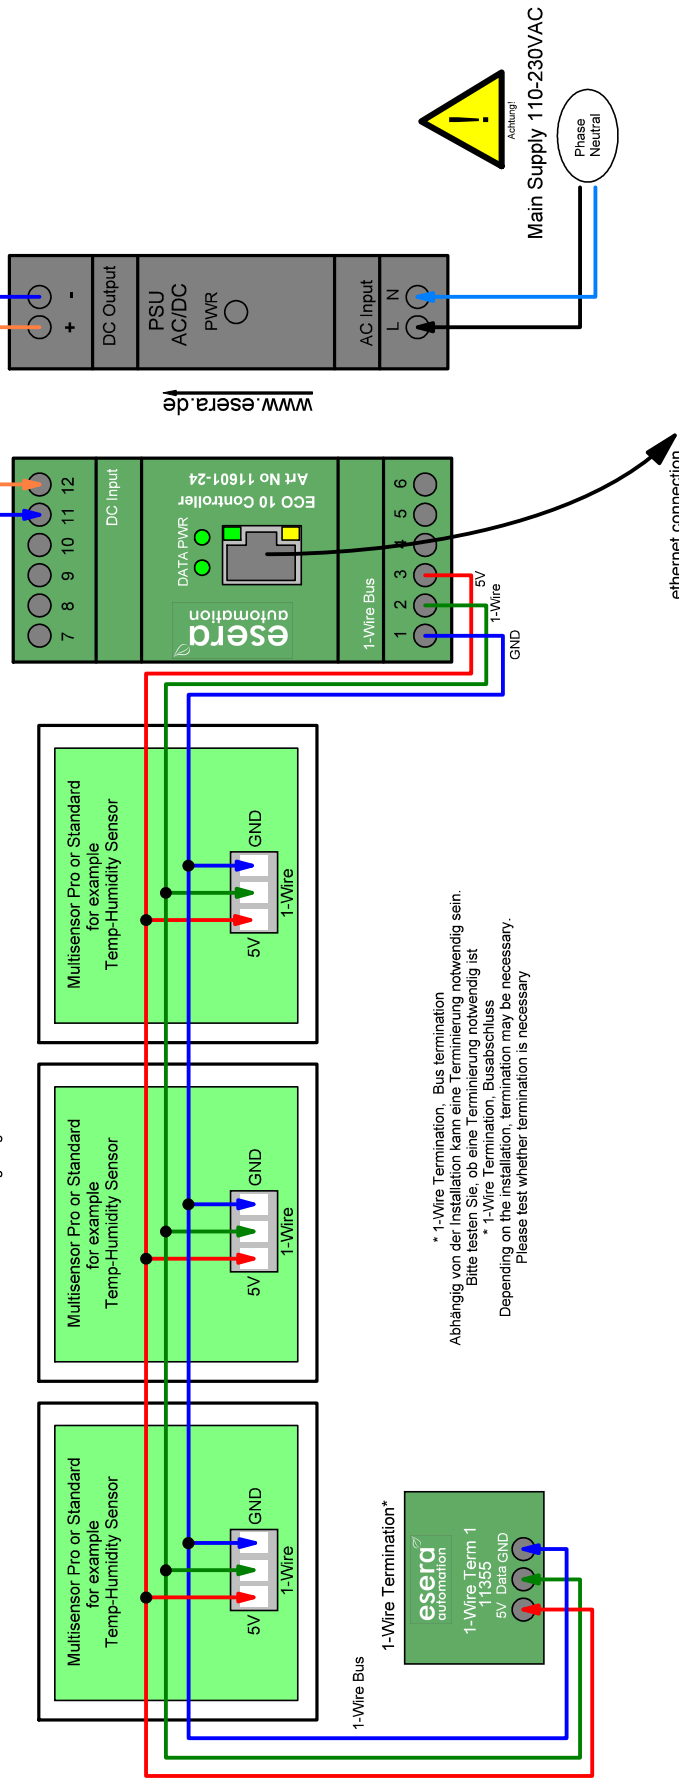 Main Supply 110-230VAC
Achtung!
!
Phase
Neutral
+ -
DC Output
PSU
AC/DC
PWR
AC Input
L N
www.esera.de
7 8 9 10 11 12
DC Input
DATA PWR
ECO 10 Controller
Art No 11601-24
esera
automation
1-Wire Bus
1 2 3 4 5 6
5V
1-Wire
GND
ethernet connection
Multisensor Pro or Standard
for example
Temp-Humidity Sensor
5V
GND
1-Wire
Multisensor Pro or Standard
for example
Temp-Humidity Sensor
5V
GND
1-Wire
Multisensor Pro or Standard
for example
Temp-Humidity Sensor
5V
GND
1-Wire
1-Wire Bus
1-Wire Termination*
esera
automation
1-Wire Term 1
11355
5V Data GND
* 1-Wire Termination, Bus termination
Abhängig von der Installation kann eine Terminierung notwendig sein.
Bitte testen Sie, ob eine Terminierung notwendig ist
* 1-Wire Termination, Busabschluss
Depending on the installation, termination may be necessary.
Please test whether termination is necessary